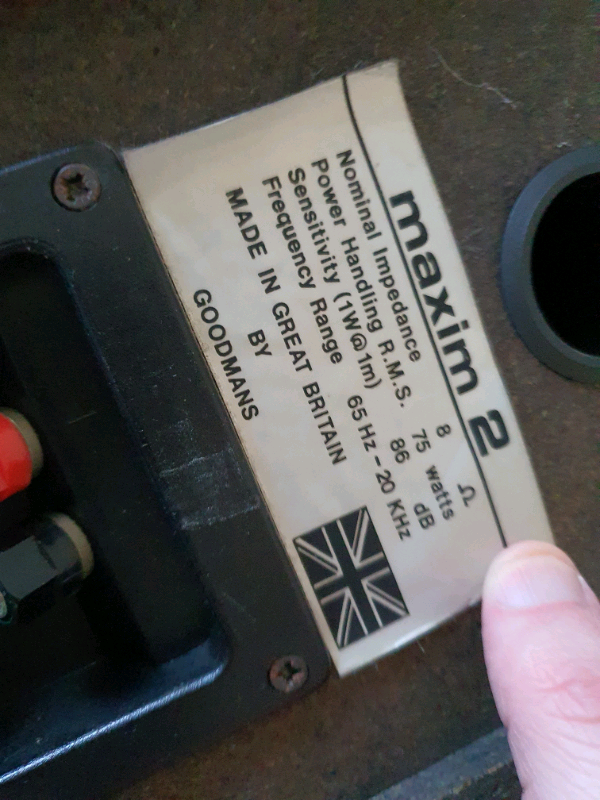 maxim 2
Nominal Impedance 8 Ω
Power Handling R.M.S. 75 watts
Sensitivity (1W@1m) 86 dB
Frequency Range 65 Hz – 20 KHz
MADE IN GREAT BRITAIN
BY
GOODMANS